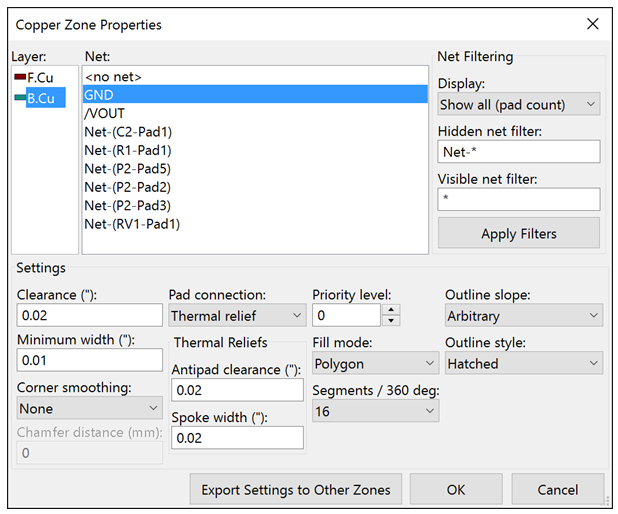 Copper Zone Properties
Layer:
F.Cu
B.Cu
Net:
<no net>
GND
/VOUT
Net-(C2-Pad1)
Net-(R1-Pad1)
Net-(P2-Pad5)
Net-(P2-Pad2)
Net-(P2-Pad3)
Net-(RV1-Pad1)
Net Filtering
Display:
Show all (pad count)
Hidden net filter:
Net-*
Visible net filter:
*
Apply Filters
Settings
Clearance ("):
0.02
Minimum width ("):
0.01
Corner smoothing:
None
Chamfer distance (mm):
0
Pad connection:
Thermal relief
Thermal Reliefs
Antipad clearance ("):
0.02
Spoke width ("):
0.02
Priority level:
0
Fill mode:
Polygon
Segments / 360 deg:
16
Outline slope:
Arbitrary
Outline style:
Hatched
Export Settings to Other Zones
OK
Cancel